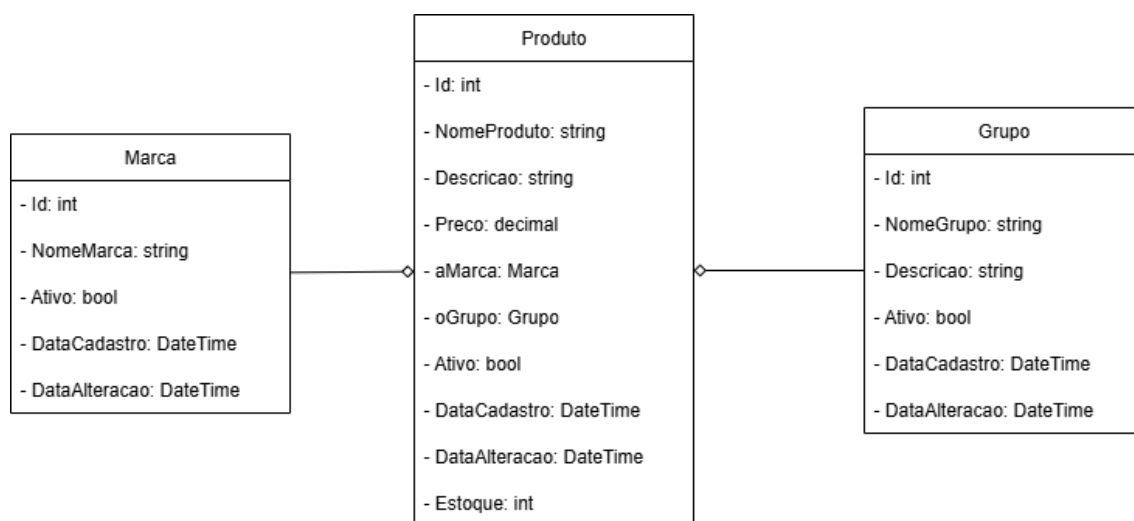 Marca
- Id: int
- NomeMarca: string
- Ativo: bool
- DataCadastro: DateTime
- DataAlteracao: DateTime
Produto
- Id: int
- NomeProduto: string
- Descricao: string
- Preco: decimal
- aMarca: Marca
- oGrupo: Grupo
- Ativo: bool
- DataCadastro: DateTime
- DataAlteracao: DateTime
- Estoque: int
Grupo
- Id: int
- NomeGrupo: string
- Descricao: string
- Ativo: bool
- DataCadastro: DateTime
- DataAlteracao: DateTime